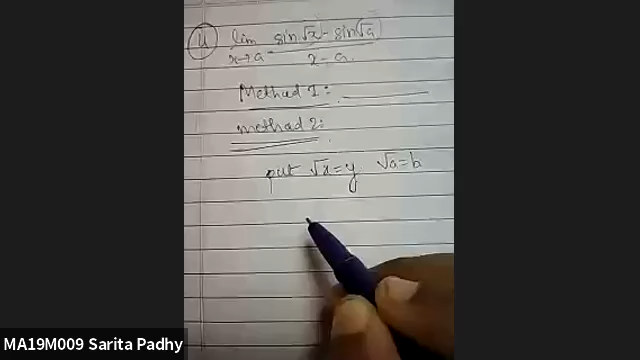 4 lim x→a sin√x - sin√a / x - a
Method 1:
method 2:
put √x = y √a = b
MA19M009 Sarita Padhy